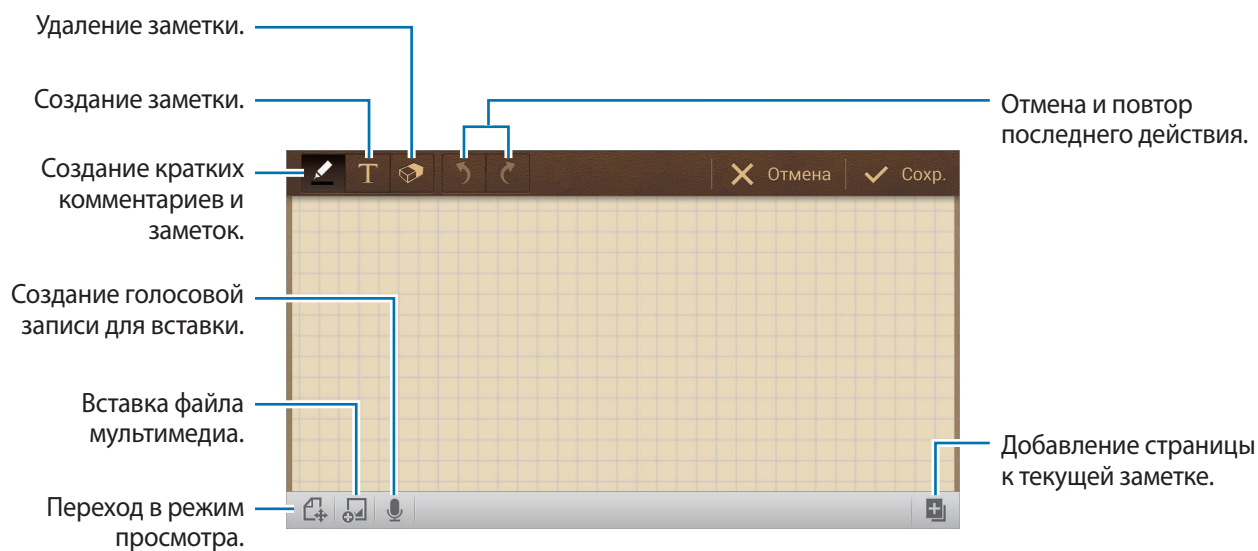 Удаление заметки.
Создание заметки.
Создание кратких
комментариев и
заметок.
Создание голосовой
записи для вставки.
Вставка файла
мультимедиа.
Переход в режим
просмотра.
T
Отмена
Сохр.
Отмена и повтор
последнего действия.
Добавление страницы
к текущей заметке.